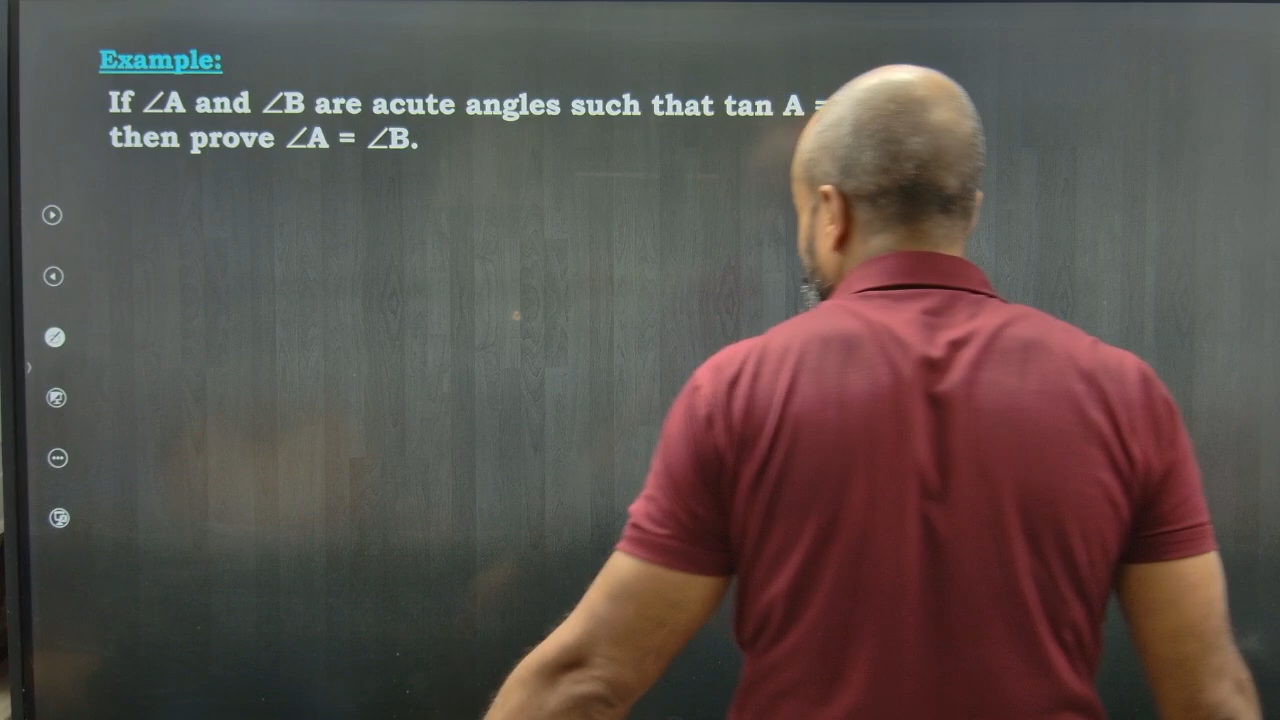 Example:
If ∠A and ∠B are acute angles such that tan A =
then prove ∠A = ∠B.